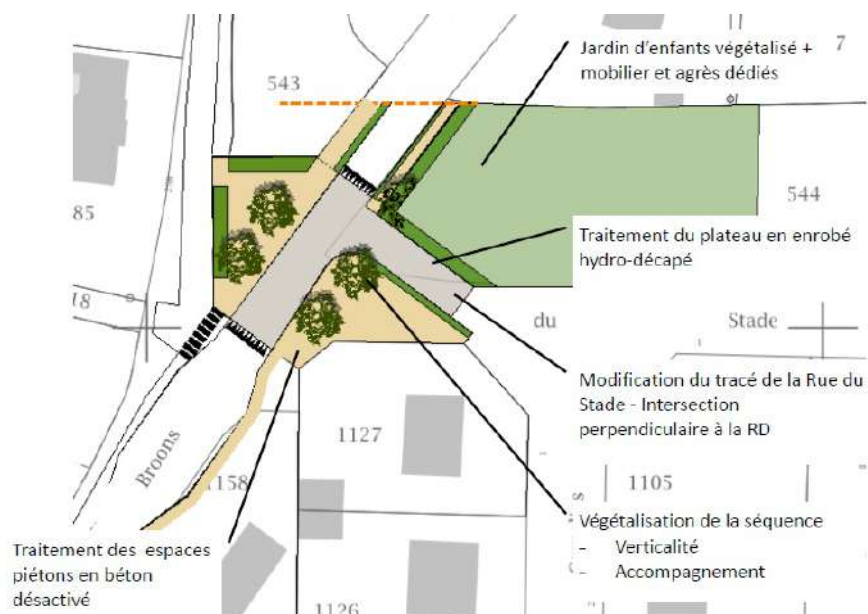 Jardin d'enfants végétalisé +
mobilier et agrès dédiés
7
543
544
85
Traitement du plateau en enrobé
hydro-décapé
18
du Stade
Modification du tracé de la Rue du
Stade - Intersection
perpendiculaire à la RD
Broons
1127
1158
1105
Végétalisation de la séquence
- Verticalité
- Accompagnement
Traitement des espaces
piétons en béton
désactivé
1126